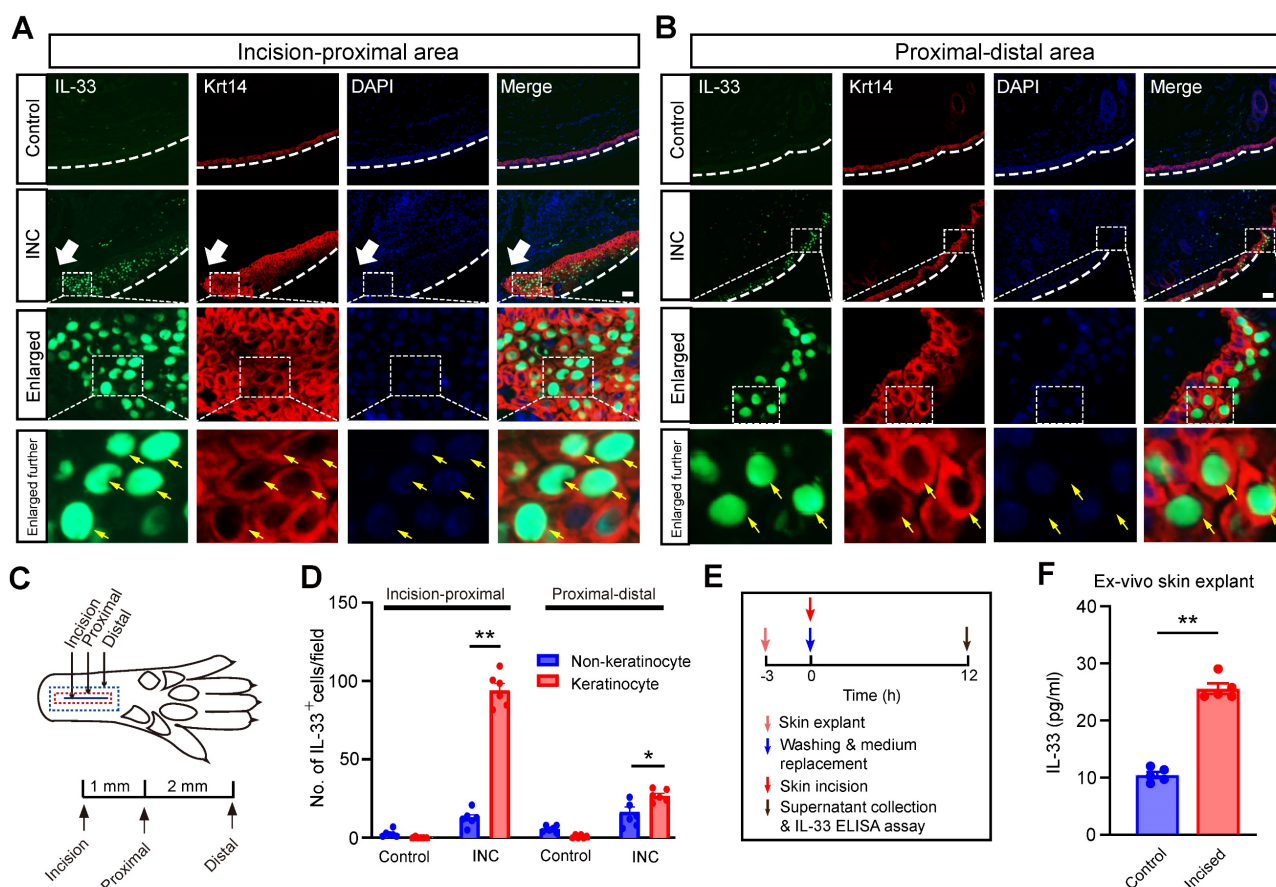 A
Incision-proximal area
IL-33
Krt14
DAPI
Merge
Control
INC
Enlarged
Enlarged further
B
Proximal-distal area
IL-33
Krt14
DAPI
Merge
Control
INC
Enlarged
Enlarged further
C
Incision
Proximal
Distal
1 mm
2 mm
Incision
Proximal
Distal
D
Incision-proximal
Proximal-distal
No. of IL-33+cells/field
150
100
50
0
**
*
Non-keratinocyte
Keratinocyte
Control
INC
Control
INC
E
-3
0
12
Time (h)
Skin explant
Washing & medium
replacement
Skin incision
Supernatant collection
& IL-33 ELISA assay
F
Ex-vivo skin explant
**
IL-33 (pg/ml)
40
30
20
10
0
Control
Incised